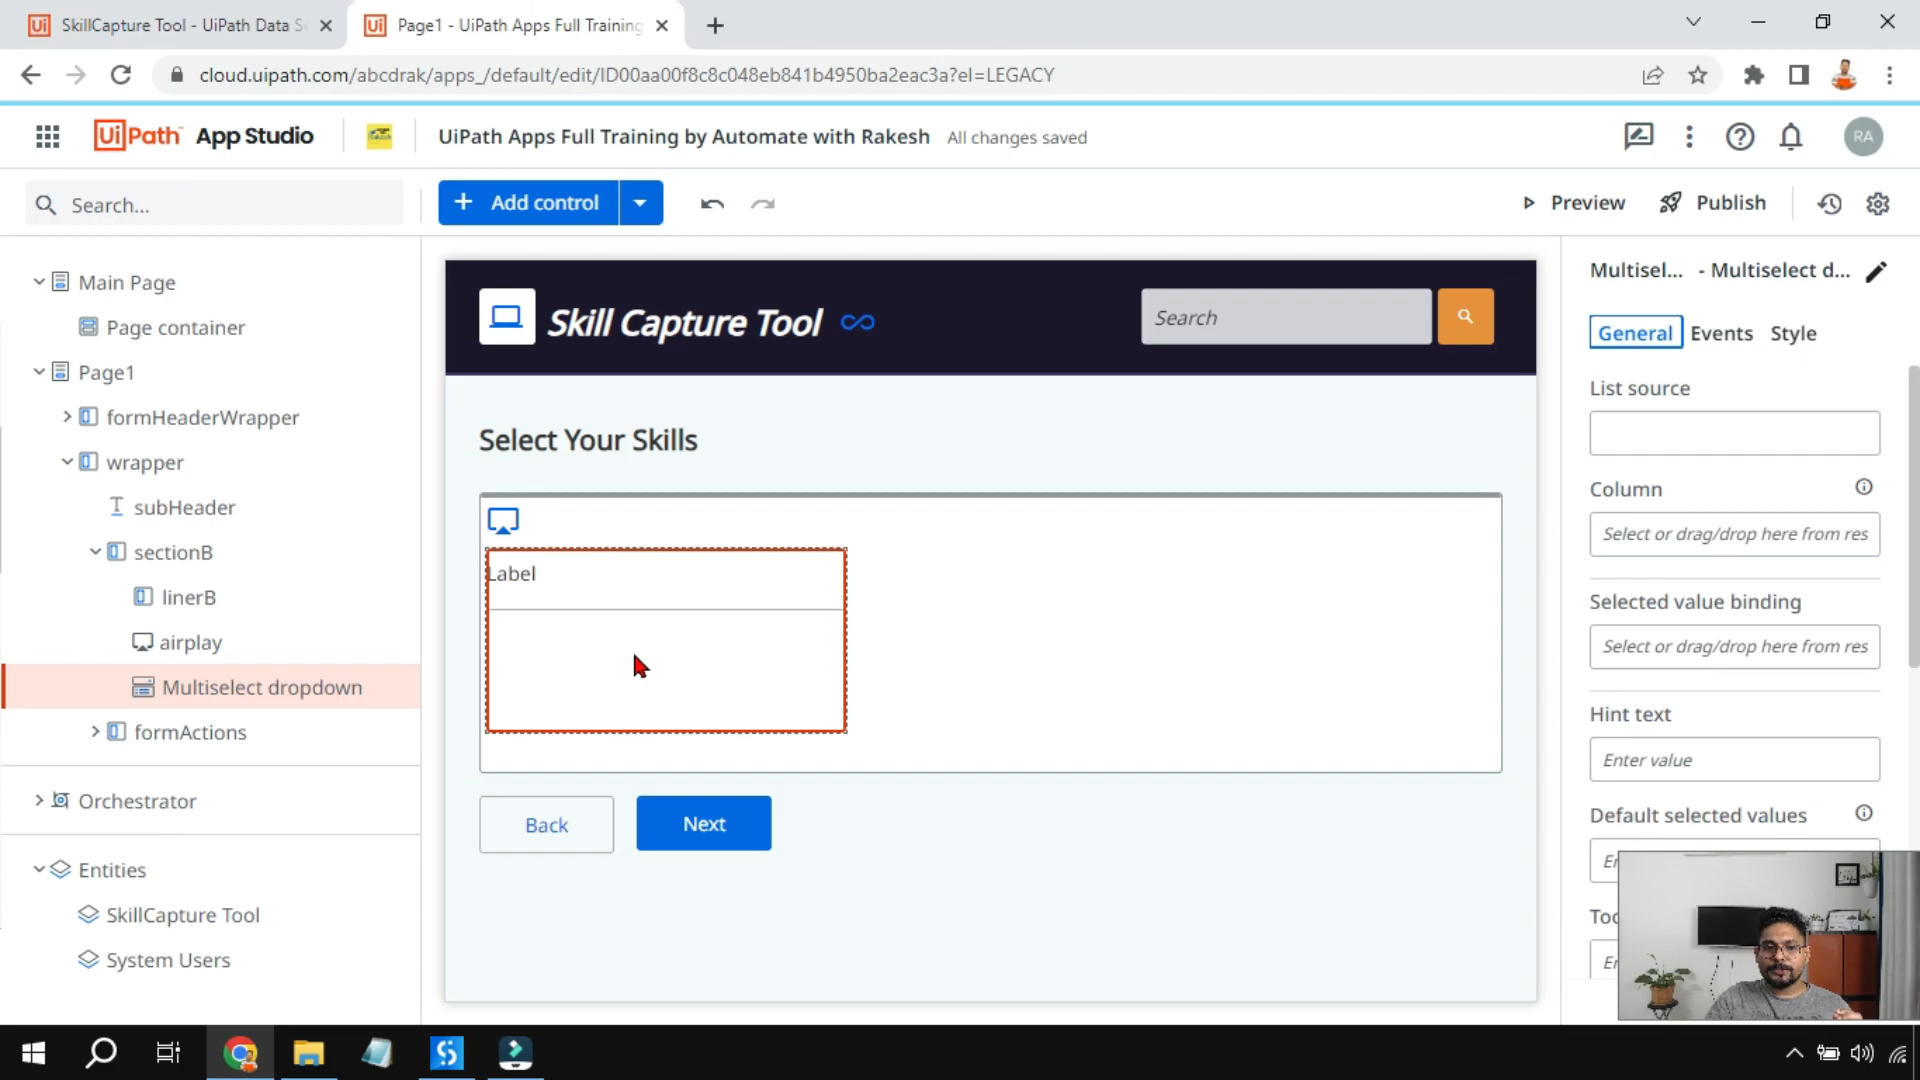 SkillCapture Tool - UiPath Data S
Page1 - UiPath Apps Full Training
cloud.uipath.com/abcdrak/apps_/default/edit/ID00aa00f8c8c048eb841b4950ba2eac3a?el=LEGACY
UiPath App Studio
UiPath Apps Full Training by Automate with Rakesh All changes saved
RA
Search...
Add control
Preview
Publish
Main Page
Page container
Page1
formHeaderWrapper
wrapper
subHeader
sectionB
linerB
airplay
Multiselect dropdown
formActions
Orchestrator
Entities
SkillCapture Tool
System Users
Skill Capture Tool
Search
Select Your Skills
Label
Back
Next
Multisel... - Multiselect d...
General Events Style
List source
Column
Select or drag/drop here from res
Selected value binding
Select or drag/drop here from res
Hint text
Enter value
Default selected values